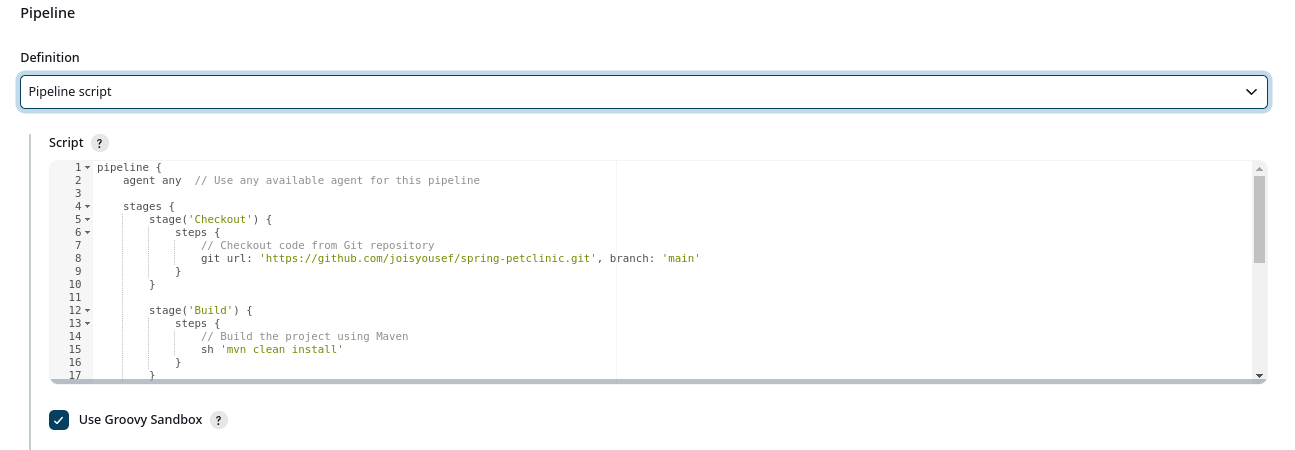 Pipeline
Definition
Pipeline script
Script ?
1 pipeline {
2     agent any  // Use any available agent for this pipeline
3
4     stages {
5         stage('Checkout') {
6             steps {
7                 // Checkout code from Git repository
8                 git url: 'https://github.com/joisyousef/spring-petclinic.git', branch: 'main'
9             }
10         }
11
12         stage('Build') {
13             steps {
14                 // Build the project using Maven
15                 sh 'mvn clean install'
16             }
17         }
Use Groovy Sandbox ?